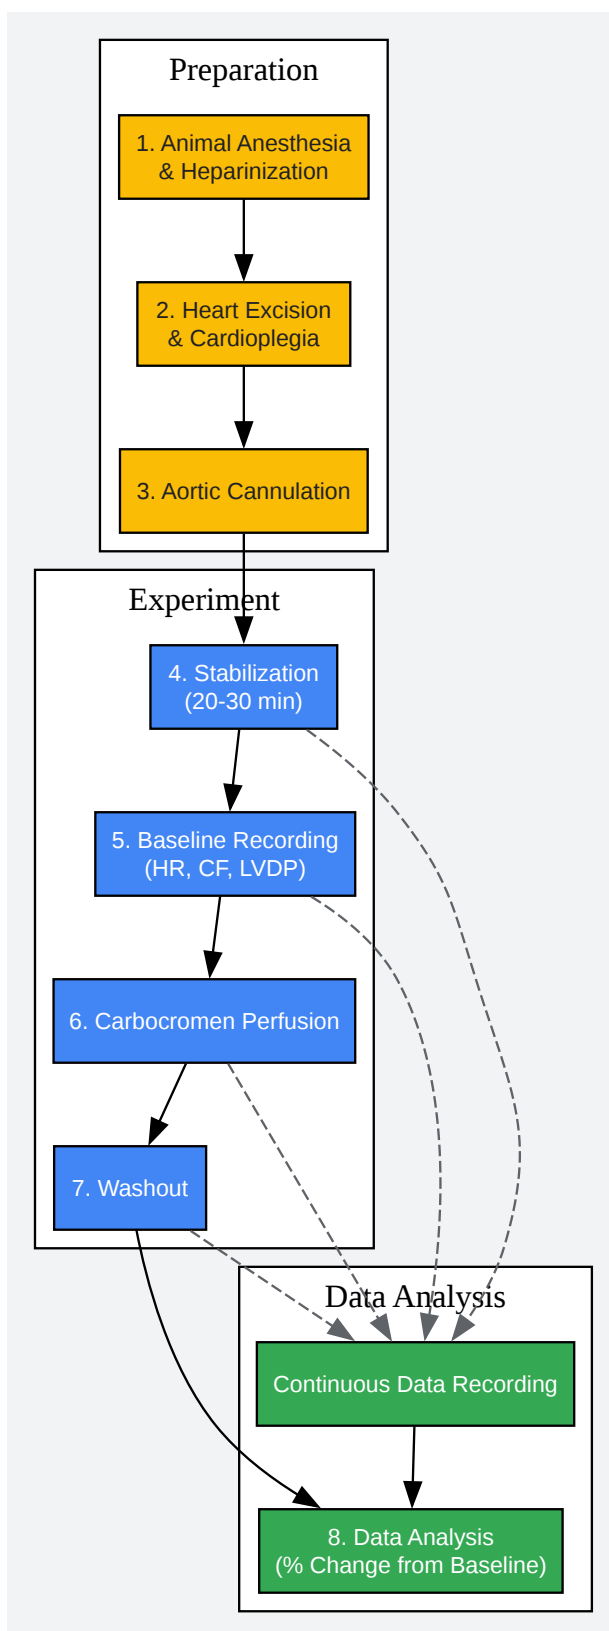 Preparation
1. Animal Anesthesia
& Heparinization
2. Heart Excision
& Cardioplegia
3. Aortic Cannulation
Experiment
4. Stabilization
(20-30 min)
5. Baseline Recording
(HR, CF, LVDP)
6. Carbocromen Perfusion
7. Washout
Data Analysis
Continuous Data Recording
8. Data Analysis
(% Change from Baseline)